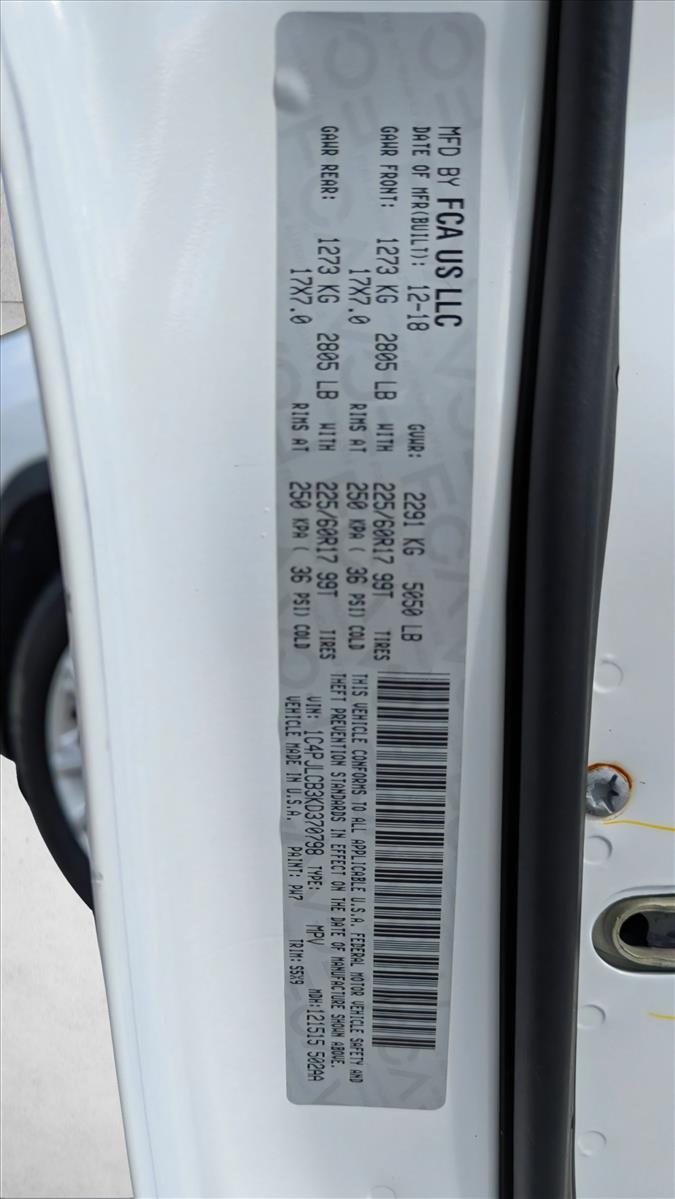 MFD BY FCA US LLC
DATE OF MFR(BUILT): 12-18 GVWR: 2291 KG 5050 LB
GAWR FRONT: 1273 KG 2805 LB WITH 225/60R17 99T TIRES
17X7.0 RIMS AT 250 KPA ( 36 PSI) COLD
GAWR REAR: 1273 KG 2805 LB WITH 225/60R17 99T TIRES
17X7.0 RIMS AT 250 KPA ( 36 PSI) COLD
THIS VEHICLE CONFORMS TO ALL APPLICABLE U.S.A. FEDERAL MOTOR VEHICLE SAFETY AND
THEFT PREVENTION STANDARDS IN EFFECT ON THE DATE OF MANUFACTURE SHOWN ABOVE.
VIN: 1C4PJLCB3KD370798 TYPE: MPV MDH:121515 502AA
VEHICLE MADE IN U.S.A. PAINT: PW7 TRIM: S5X9